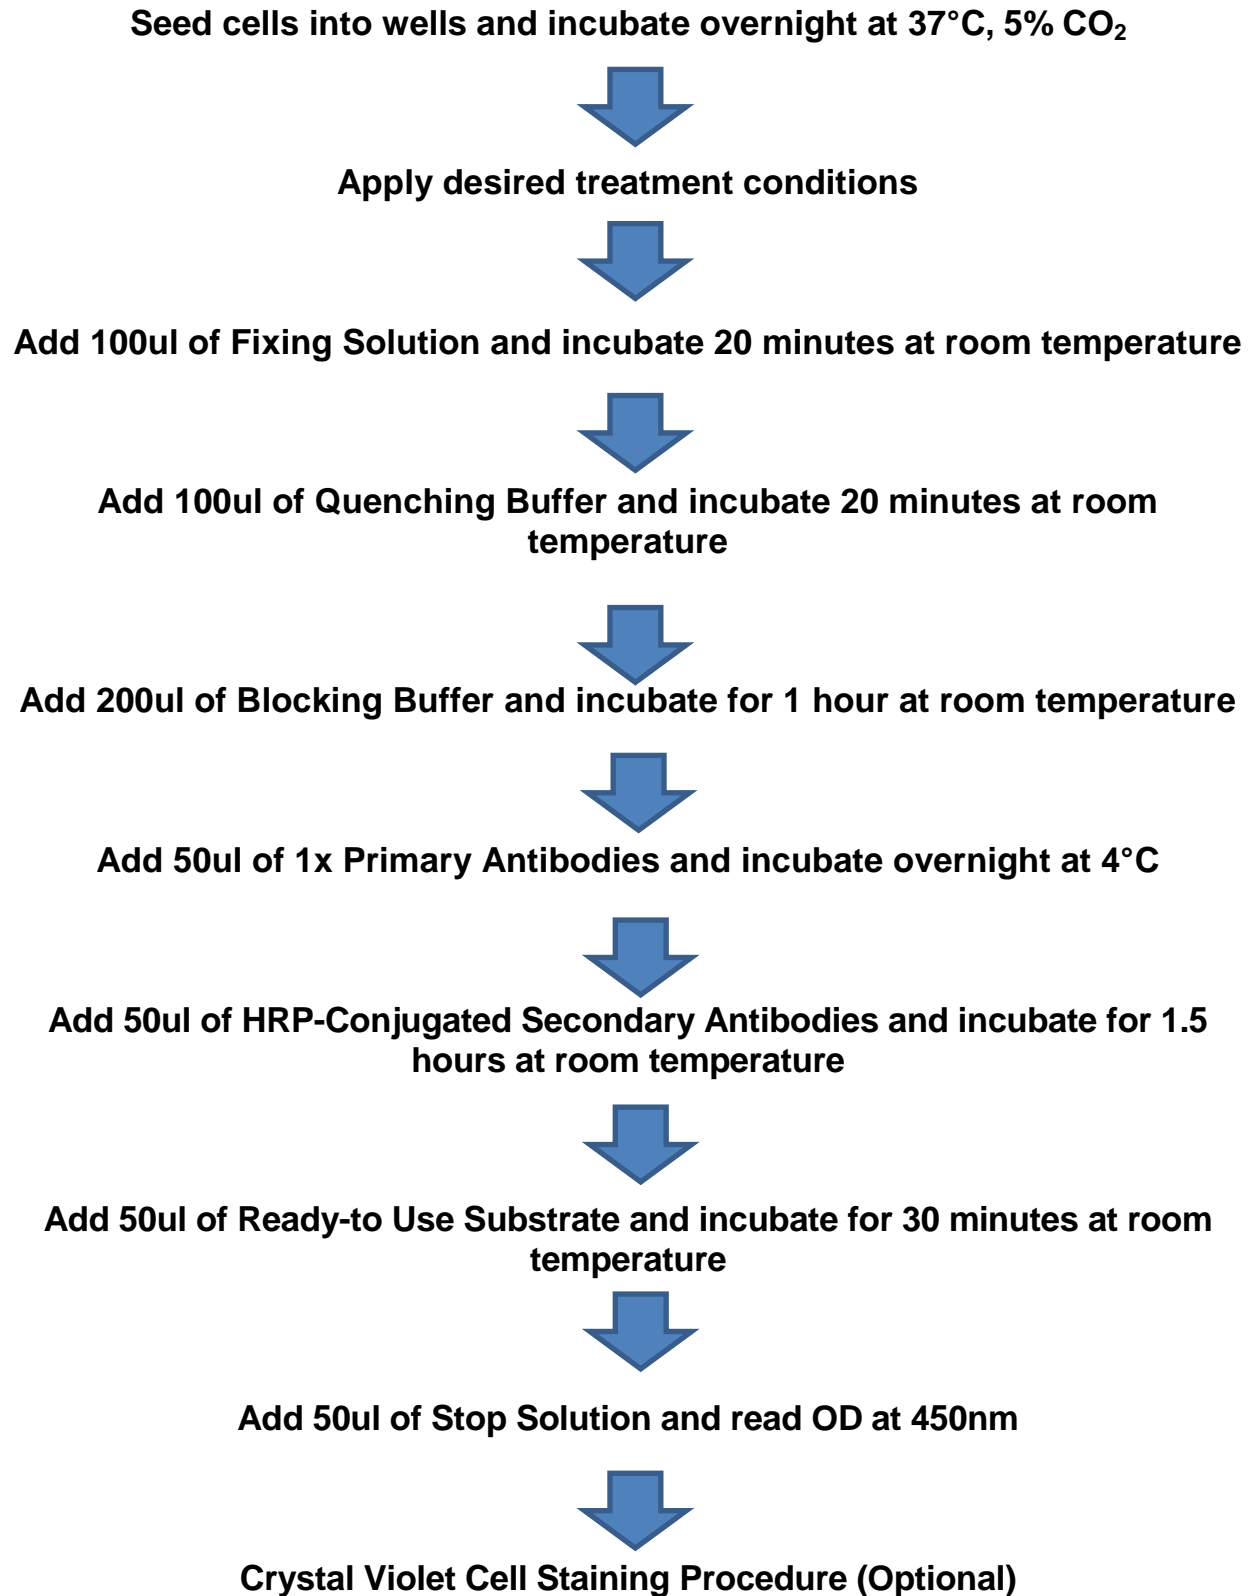 Seed cells into wells and incubate overnight at 37°C, 5% CO₂
Apply desired treatment conditions
Add 100ul of Fixing Solution and incubate 20 minutes at room temperature
Add 100ul of Quenching Buffer and incubate 20 minutes at room
temperature
Add 200ul of Blocking Buffer and incubate for 1 hour at room temperature
Add 50ul of 1x Primary Antibodies and incubate overnight at 4°C
Add 50ul of HRP-Conjugated Secondary Antibodies and incubate for 1.5
hours at room temperature
Add 50ul of Ready-to Use Substrate and incubate for 30 minutes at room
temperature
Add 50ul of Stop Solution and read OD at 450nm
Crystal Violet Cell Staining Procedure (Optional)